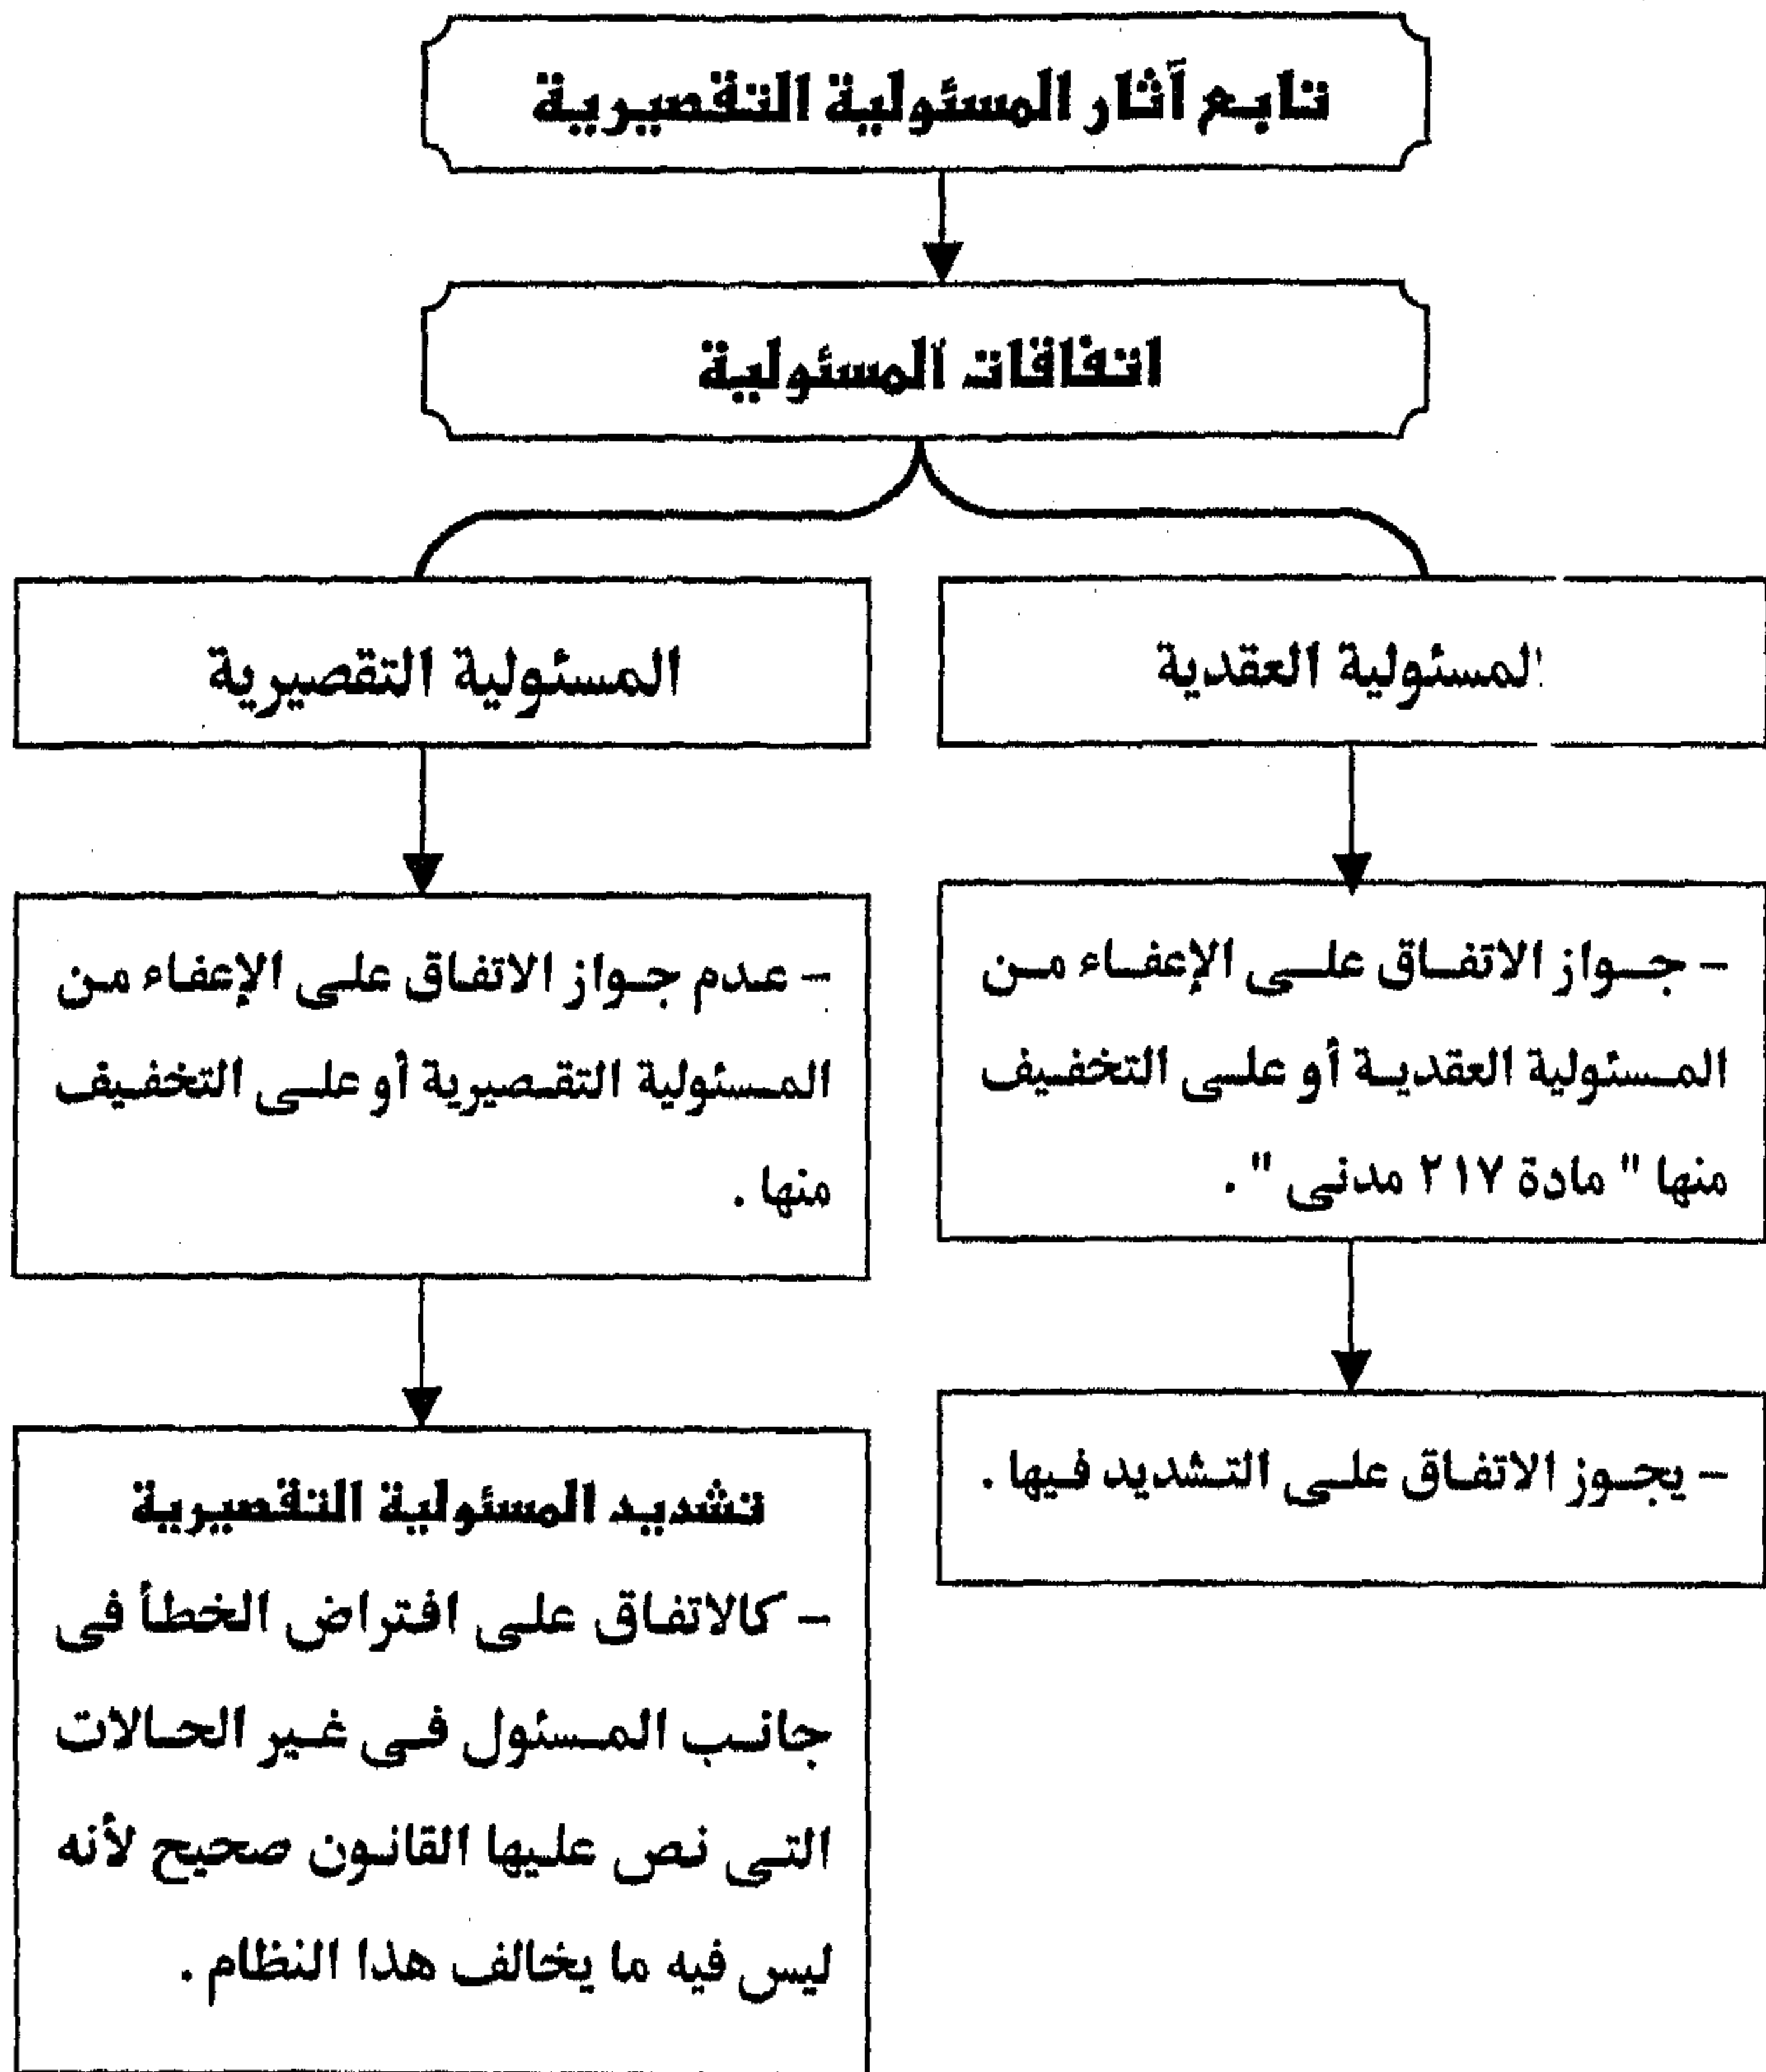 تابع آثار المسئولية التقصيرية
اتفاقات المسئولية
المسئولية العقدية
المسئولية التقصيرية
- جواز الاتفاق على الإعفاء من
المسئولية العقدية أو على التخفيف
منها " مادة ٢١٧ مدنى " .
- يجوز الاتفاق على التشديد فيها .
- عدم جواز الاتفاق على الإعفاء من
المسئولية التقصيرية أو على التخفيف
منها .
تشديد المسئولية التقصيرية
- كالاتفاق على افتراض الخطأ فى
جانب المسئول فى غير الحالات
التى نص عليها القانون صحيح لأنه
ليس فيه ما يخالف هذا النظام .